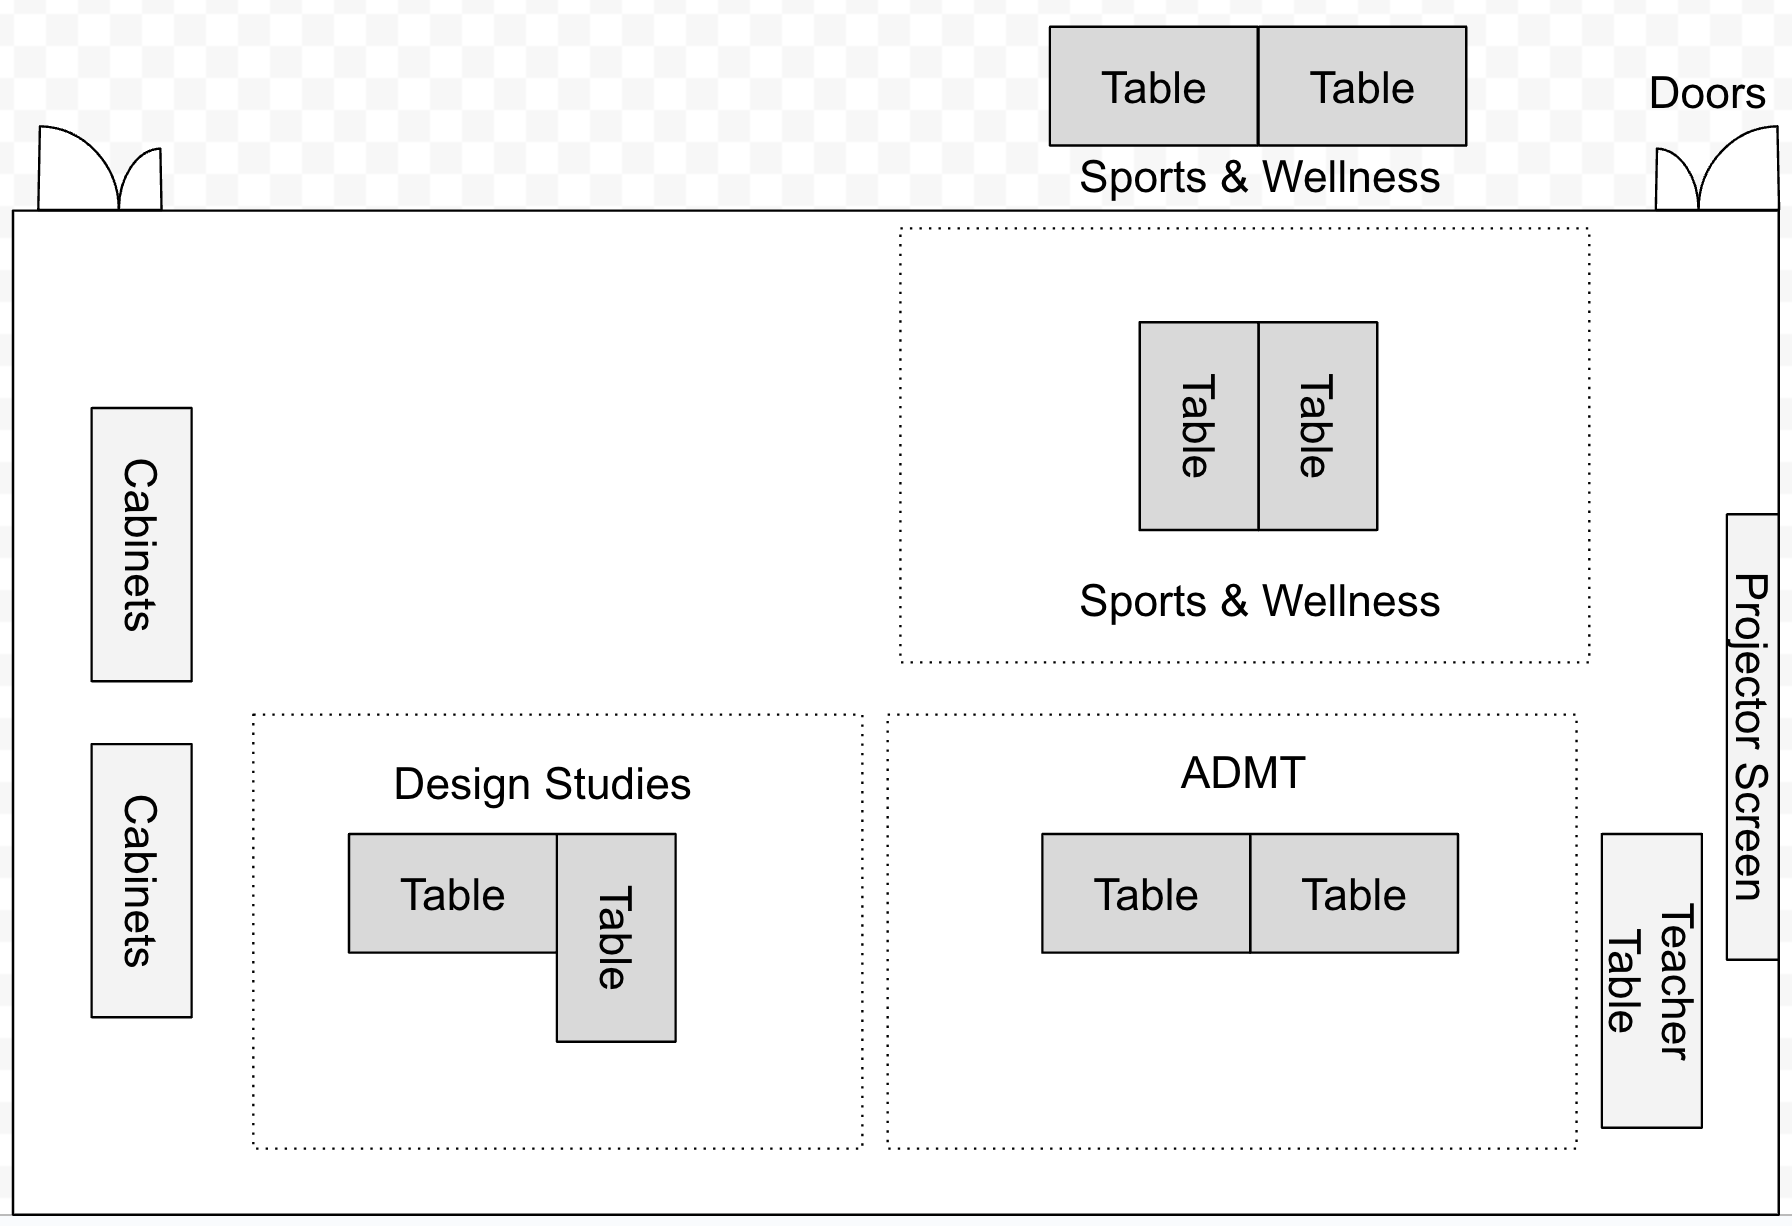 Table
Table
Doors
Sports & Wellness
Table
Table
Cabinets
Sports & Wellness
Projector Screen
Design Studies
ADMT
Cabinets
Table
Table
Table
Table
Teacher
Table